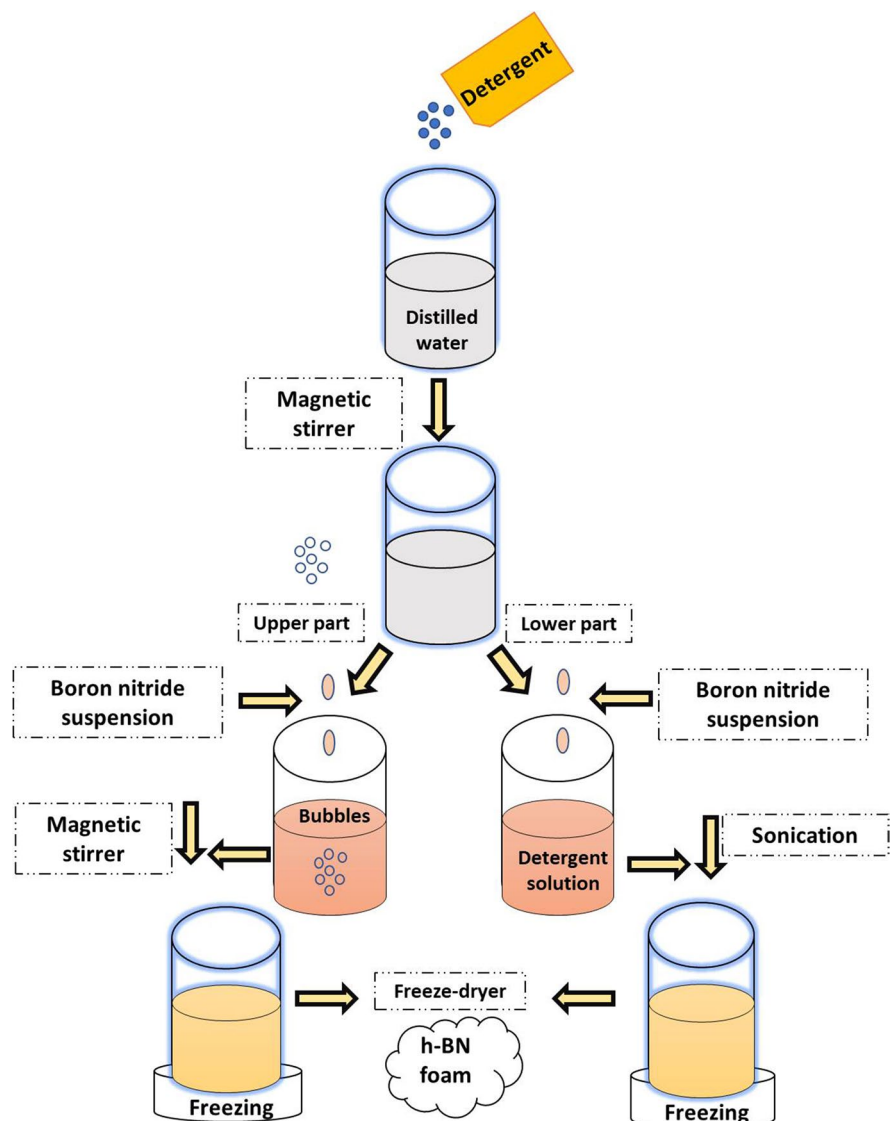 Detergent
Distilled
water
Magnetic
stirrer
Upper part
Lower part
Boron nitride
suspension
Boron nitride
suspension
Magnetic
stirrer
Bubbles
Detergent
solution
Sonication
Freeze-dryer
h-BN
foam
Freezing
Freezing